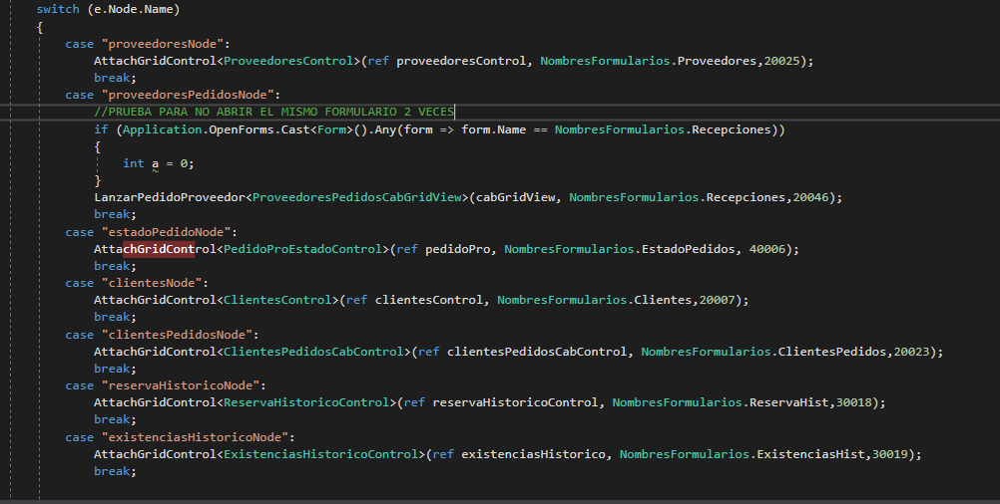 switch (e.Node.Name)
{
case "proveedoresNode":
AttachGridControl<ProveedoresControl>(ref proveedoresControl, NombresFormularios.Proveedores,20025);
break;
case "proveedoresPedidosNode":
//PRUEBA PARA NO ABRIR EL MISMO FORMULARIO 2 VECES
if (Application.OpenForms.Cast<Form>().Any(form => form.Name == NombresFormularios.Recepciones))
{
int a = 0;
}
LanzarPedidoProveedor<ProveedoresPedidosCabGridView>(cabGridView, NombresFormularios.Recepciones,20046);
break;
case "estadoPedidoNode":
AttachGridControl<PedidoProEstadoControl>(ref pedidoPro, NombresFormularios.EstadoPedidos, 40006);
break;
case "clientesNode":
AttachGridControl<ClientesControl>(ref clientesControl, NombresFormularios.Clientes,20007);
break;
case "clientesPedidosNode":
AttachGridControl<ClientesPedidosCabControl>(ref clientesPedidosCabControl, NombresFormularios.ClientesPedidos,20023);
break;
case "reservaHistoricoNode":
AttachGridControl<ReservaHistoricoControl>(ref reservaHistoricoControl, NombresFormularios.ReservaHist,30018);
break;
case "existenciasHistoricoNode":
AttachGridControl<ExistenciasHistoricoControl>(ref existenciasHistorico, NombresFormularios.ExistenciasHist,30019);
break;